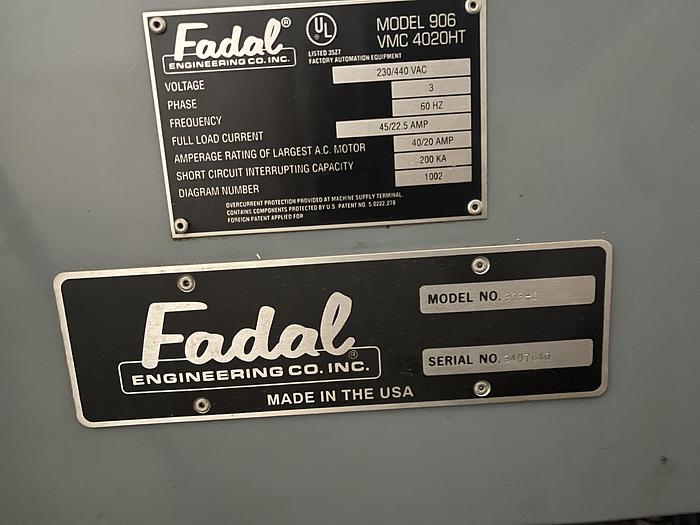 Fadal®
ENGINEERING CO. INC.
UL
LISTED 35Z7
FACTORY AUTOMATION EQUIPMENT
MODEL 906
VMC 4020HT
VOLTAGE 230/440 VAC
PHASE 3
FREQUENCY 60 HZ
FULL LOAD CURRENT 45/22.5 AMP
AMPERAGE RATING OF LARGEST A.C. MOTOR 40/20 AMP
SHORT CIRCUIT INTERRUPTING CAPACITY 200 KA
DIAGRAM NUMBER 1002
OVERCURRENT PROTECTION PROVIDED AT MACHINE SUPPLY TERMINAL.
CONTAINS COMPONENTS PROTECTED BY U.S. PATENT NO. 5,0222,278
FOREIGN PATENT APPLIED FOR
Fadal®
ENGINEERING CO. INC.
MADE IN THE USA
MODEL NO. 906-1
SERIAL NO.